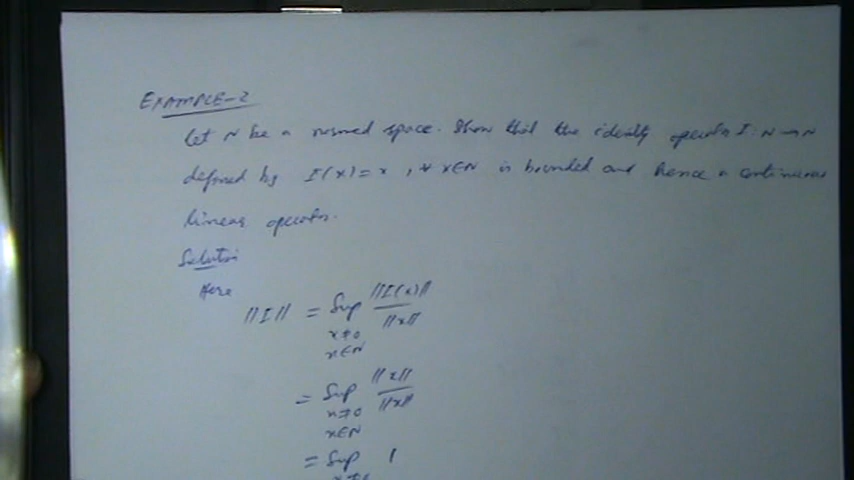 EXAMPLE-2
Let N be a normed space. Show that the identity operator I: N → N
defined by I(x) = x, ∀ x∈N is bounded and hence a continuous
linear operator.
Solution
Here
||I|| = Sup ||I(x)|| / ||x||
x≠0
x∈N
= Sup ||x|| / ||x||
x≠0
x∈N
= Sup 1
x≠0